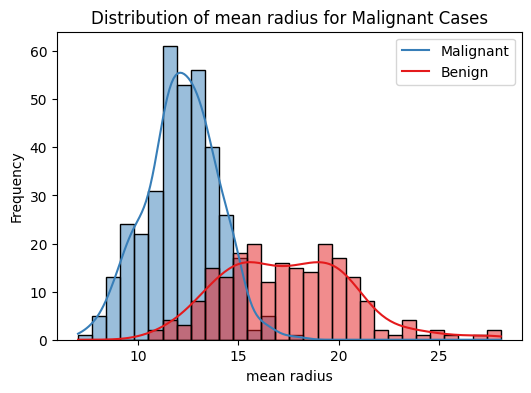 Distribution of mean radius for Malignant Cases
Malignant
Benign
Frequency
60
50
40
30
20
10
0
10
15
20
25
mean radius